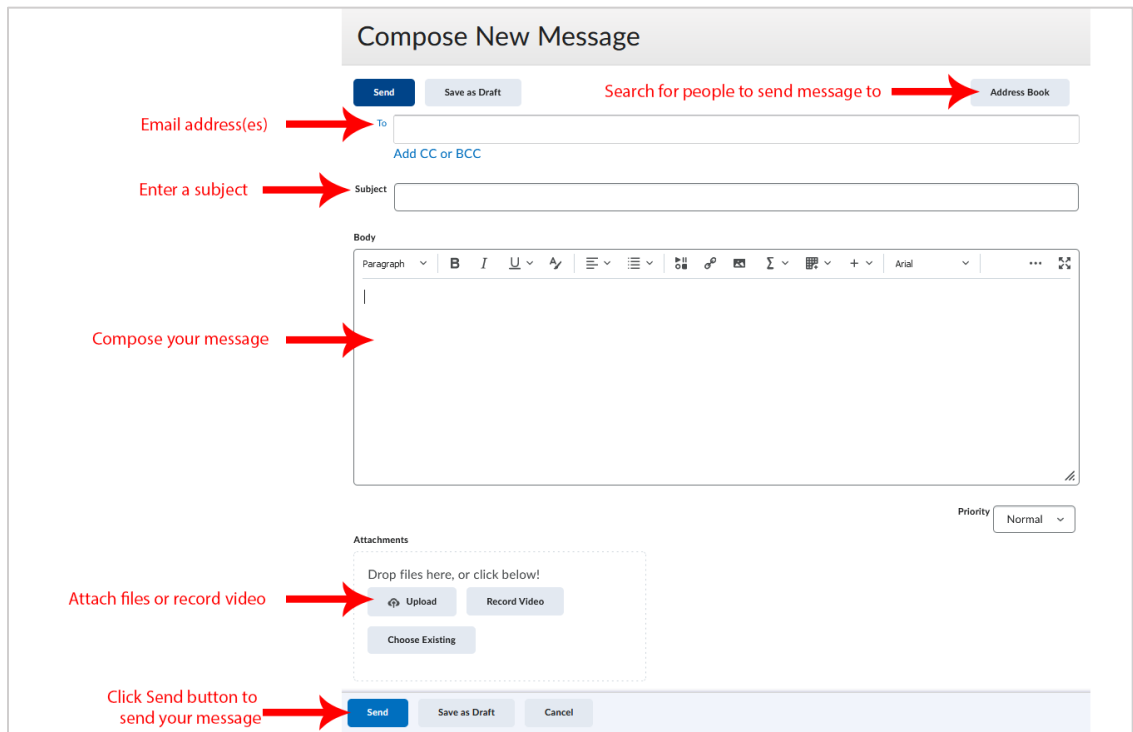 Compose New Message
Send Save as Draft Search for people to send message to Address Book
Email address(es) To
Add CC or BCC
Enter a subject Subject
Body
Paragraph B I U A Σ + Arial ...
Compose your message
Priority Normal
Attachments
Drop files here, or click below!
Attach files or record video Upload Record Video
Choose Existing
Click Send button to
send your message Send Save as Draft Cancel